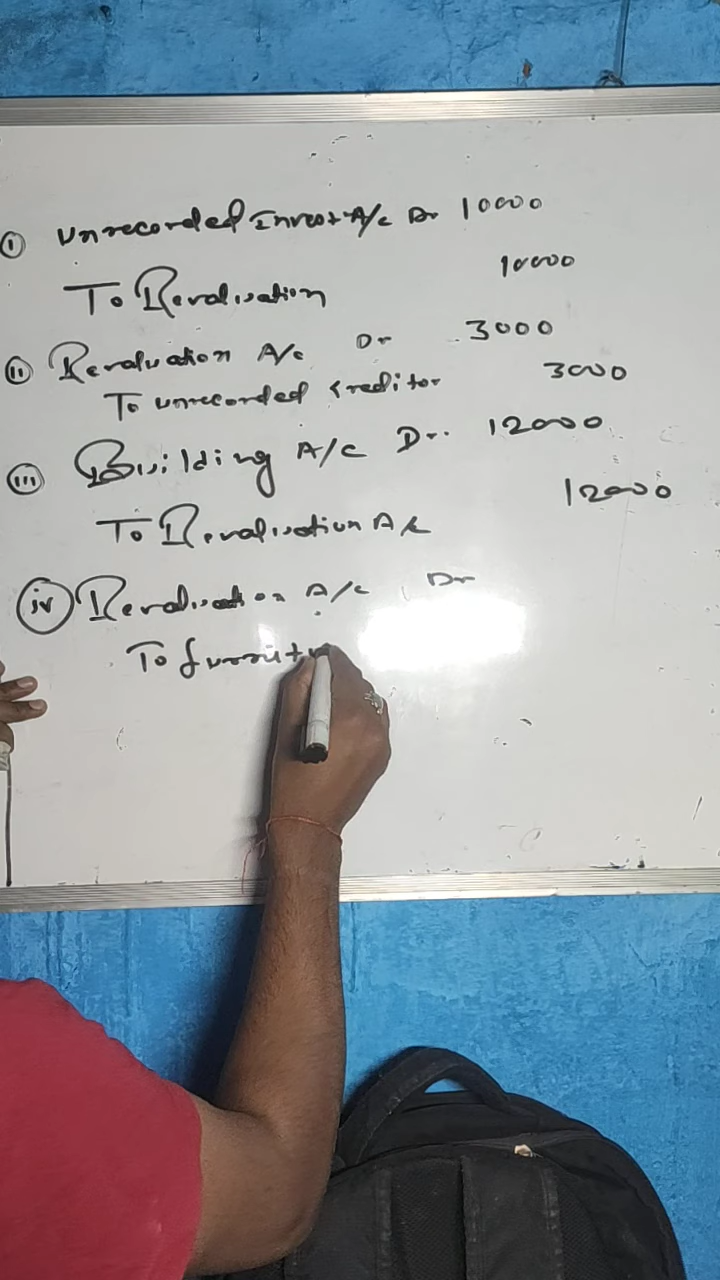 (i) Unrecorded Invest A/c Dr 10000
To Revaluation 10000
(ii) Revaluation A/c Dr 3000
To unrecorded creditor 3000
(iii) Building A/c Dr. 12000
To Revaluation A/c 12000
(iv) Revaluation A/c Dr
To furnitu